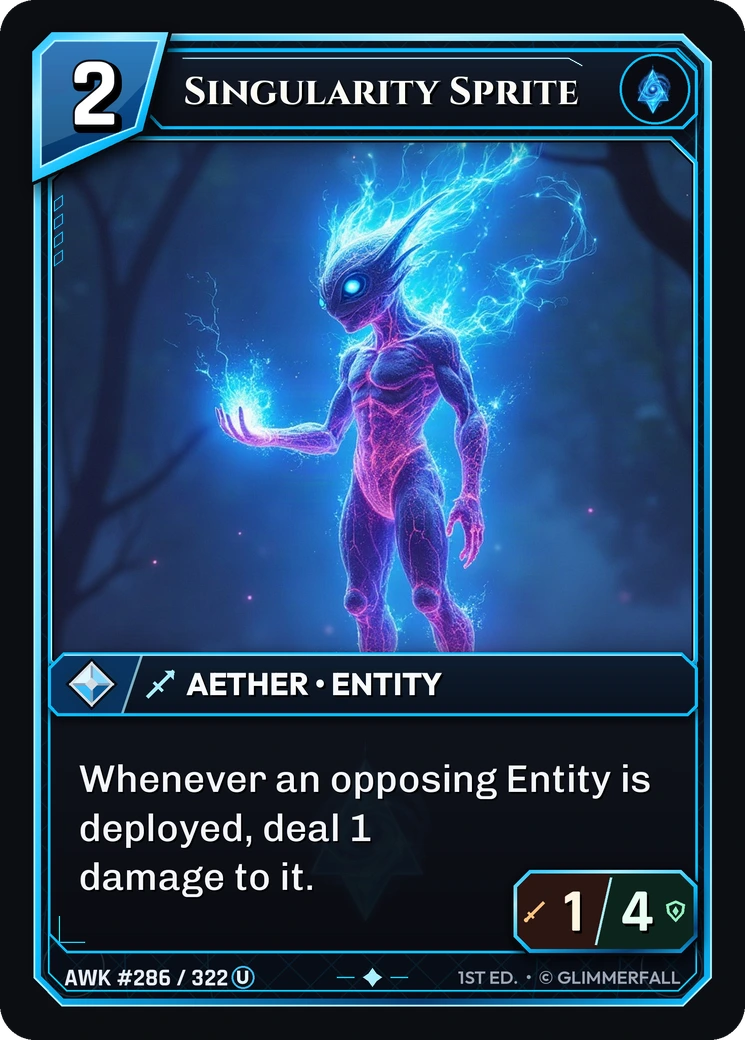 2
Singularity Sprite
AETHER • ENTITY
Whenever an opposing Entity is
deployed, deal 1
damage to it.
1 / 4
AWK #286 / 322 U
1ST ED. • © GLIMMERFALL